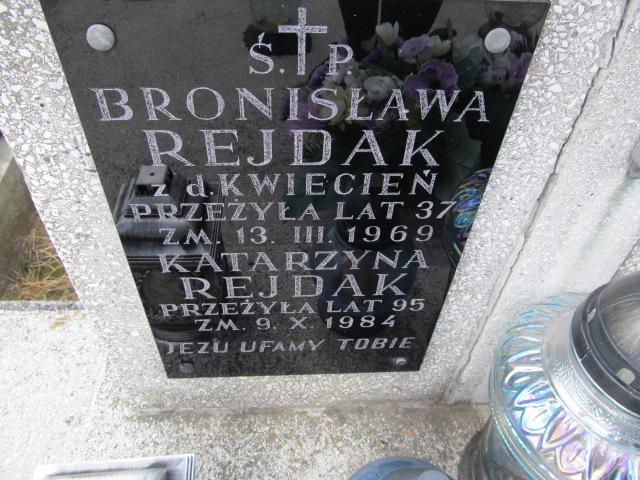 Ś. P.
BRONISŁAWA
REJDAK
z d KWIECIEŃ
PRZEŻYŁA LAT 37
ZM. 13. III. 1969
KATARZYNA
REJDAK
PRZEŻYŁA LAT 95
ZM. 9. X. 1984
JEZU UFAMY TOBIE